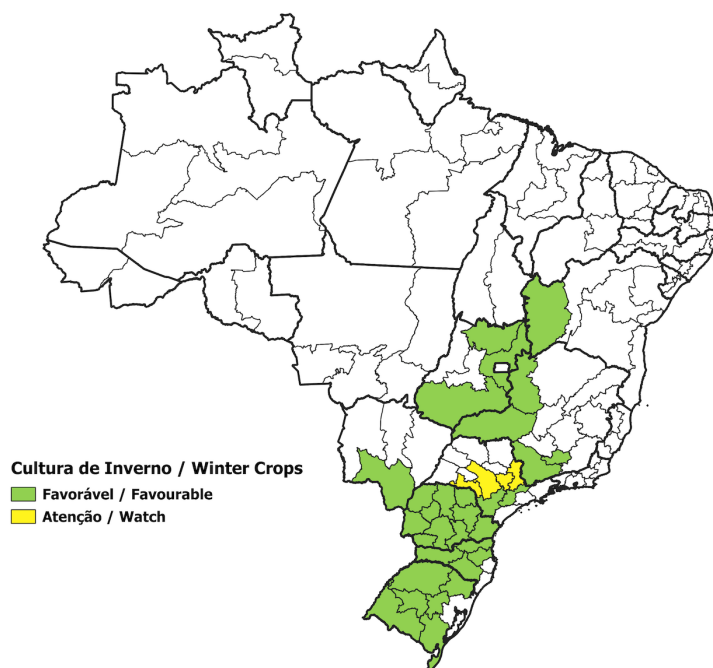 Cultura de Inverno / Winter Crops
Favorável / Favourable
Atenção / Watch